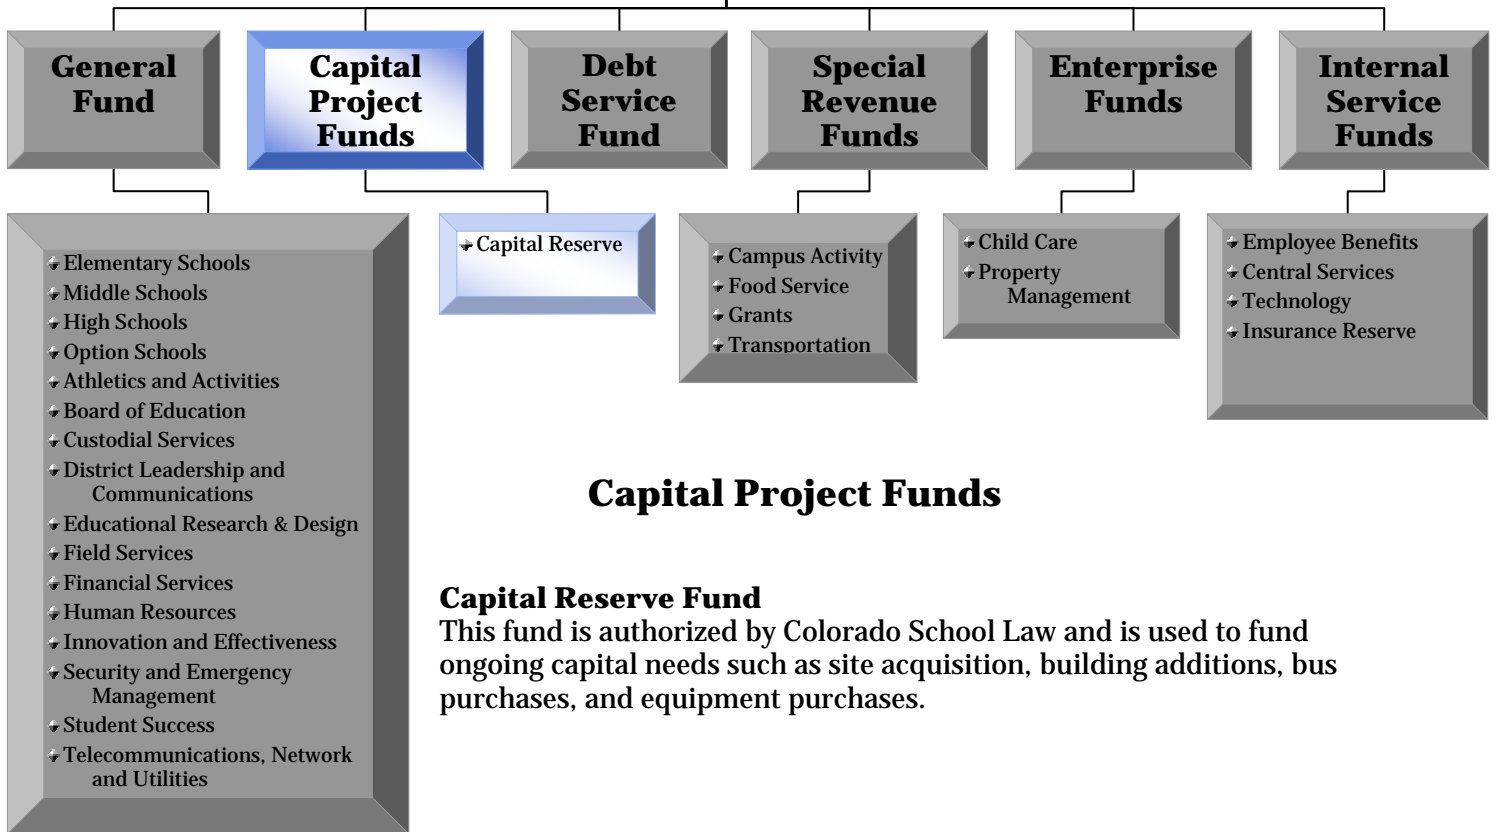 General
Fund
Capital
Project
Funds
Debt
Service
Fund
Special
Revenue
Funds
Enterprise
Funds
Internal
Service
Funds
Elementary Schools
Middle Schools
High Schools
Option Schools
Athletics and Activities
Board of Education
Custodial Services
District Leadership and
Communications
Educational Research & Design
Field Services
Financial Services
Human Resources
Innovation and Effectiveness
Security and Emergency
Management
Student Success
Telecommunications, Network
and Utilities
Capital Reserve
Campus Activity
Food Service
Grants
Transportation
Child Care
Property
Management
Employee Benefits
Central Services
Technology
Insurance Reserve
Capital Project Funds
Capital Reserve Fund
This fund is authorized by Colorado School Law and is used to fund
ongoing capital needs such as site acquisition, building additions, bus
purchases, and equipment purchases.